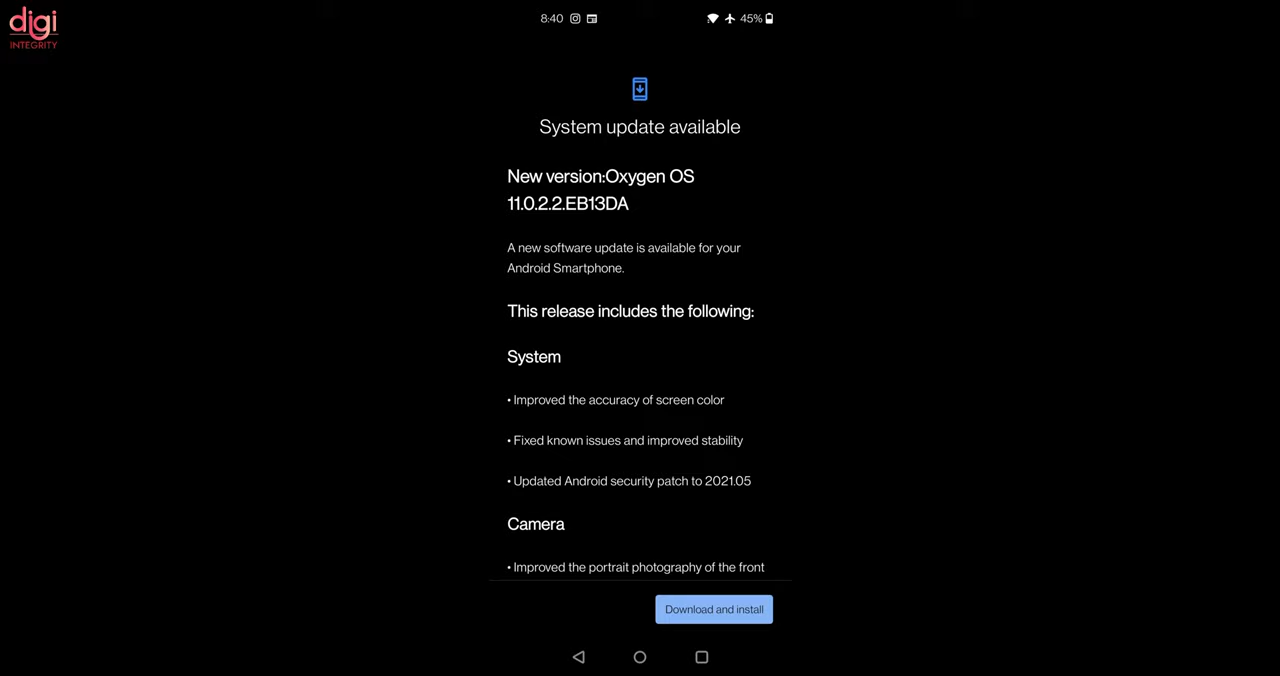 digi
INTEGRITY
8:40
45%
System update available
New version:Oxygen OS
11.0.2.2.EB13DA
A new software update is available for your
Android Smartphone.
This release includes the following:
System
• Improved the accuracy of screen color
• Fixed known issues and improved stability
• Updated Android security patch to 2021.05
Camera
• Improved the portrait photography of the front
Download and install